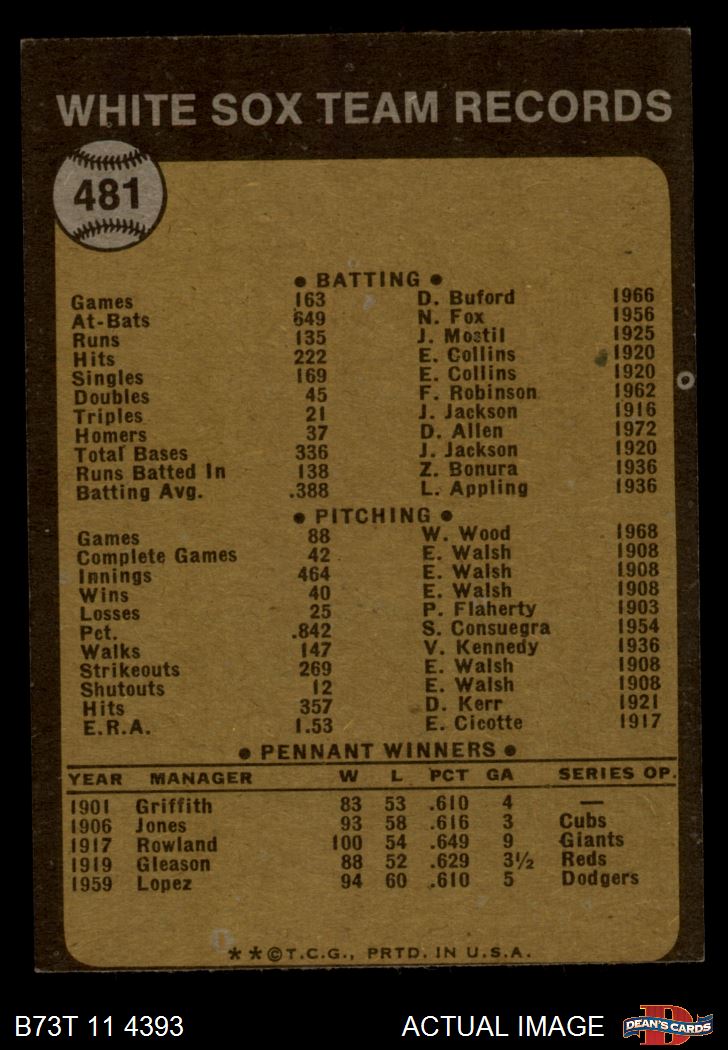 WHITE SOX TEAM RECORDS
481
• BATTING •
Games 163 D. Buford 1966
At-Bats 649 N. Fox 1956
Runs 135 J. Mostil 1925
Hits 222 E. Collins 1920
Singles 169 E. Collins 1920
Doubles 45 F. Robinson 1962
Triples 21 J. Jackson 1916
Homers 37 D. Allen 1972
Total Bases 336 J. Jackson 1920
Runs Batted In 138 Z. Bonura 1936
Batting Avg. .388 L. Appling 1936
• PITCHING •
Games 88 W. Wood 1968
Complete Games 42 E. Walsh 1908
Innings 464 E. Walsh 1908
Wins 40 E. Walsh 1908
Losses 25 P. Flaherty 1903
Pct. .842 S. Consuegra 1954
Walks 147 V. Kennedy 1936
Strikeouts 269 E. Walsh 1908
Shutouts 12 E. Walsh 1908
Hits 357 D. Kerr 1921
E.R.A. 1.53 E. Cicotte 1917
• PENNANT WINNERS •
YEAR MANAGER W L PCT GA SERIES OP.
1901 Griffith 83 53 .610 4 —
1906 Jones 93 58 .616 3 Cubs
1917 Rowland 100 54 .649 9 Giants
1919 Gleason 88 52 .629 3½ Reds
1959 Lopez 94 60 .610 5 Dodgers
★★©T.C.G., PRTD. IN U.S.A.
B73T 11 4393 ACTUAL IMAGE D DEAN'S CARDS